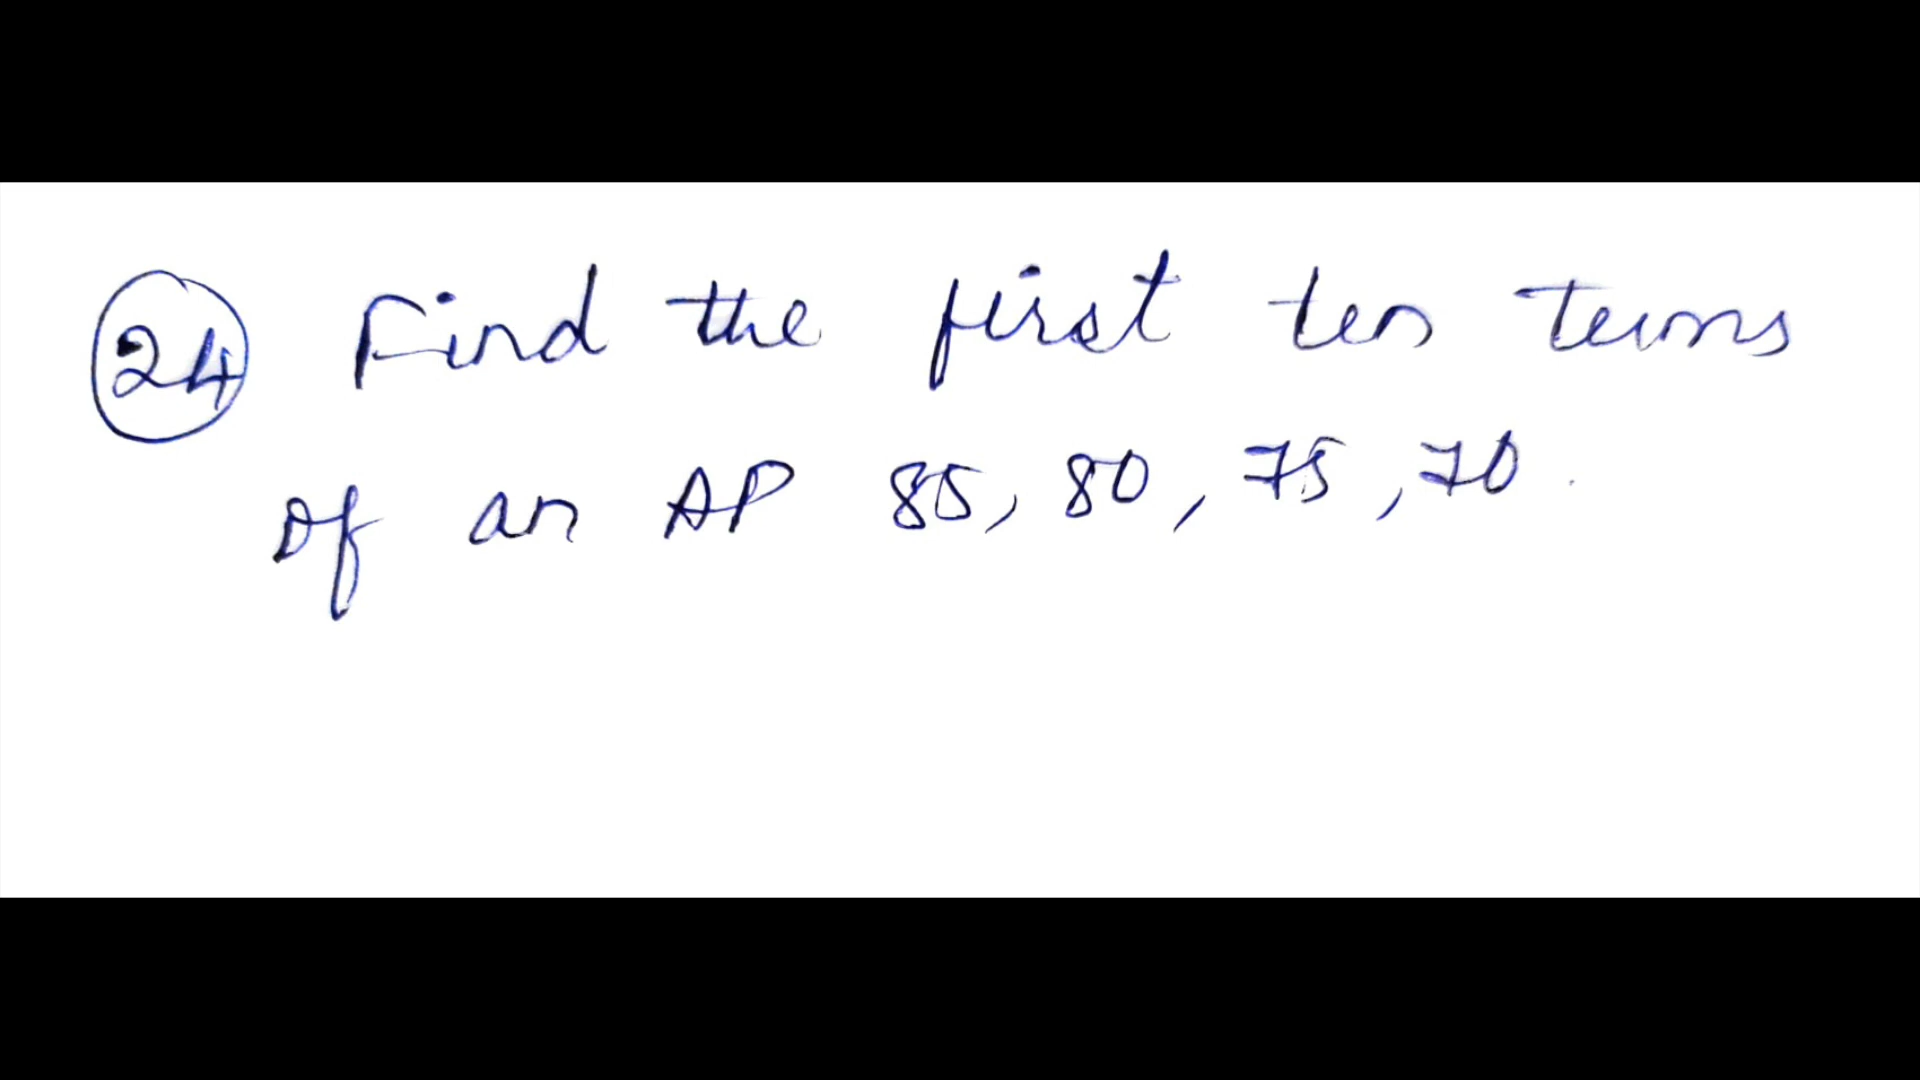 24 Find the first ten terms
of an AP 85, 80, 75, 70.